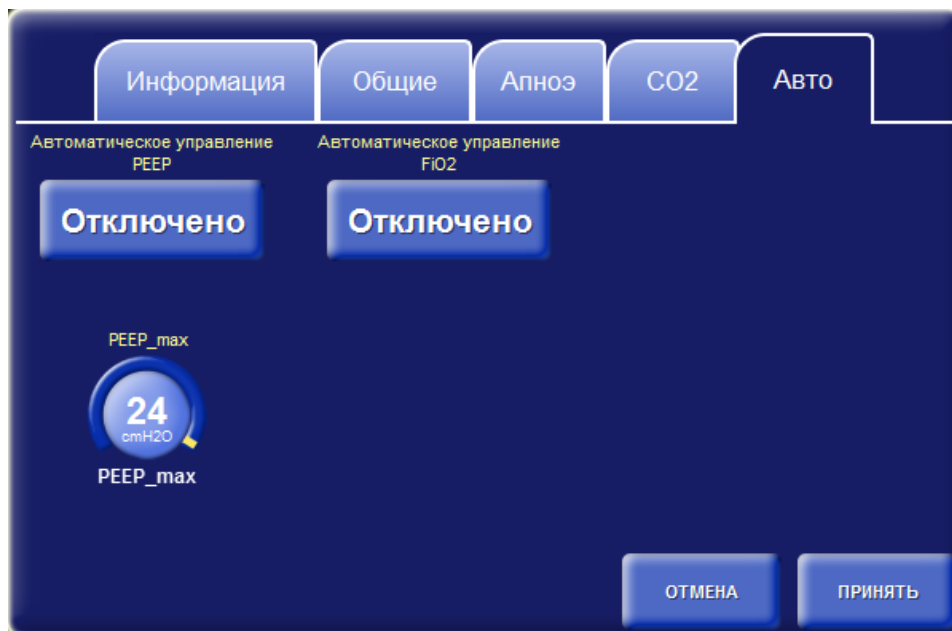 Информация Общие Апноэ CO2 Авто
Автоматическое управление
PEEP
Автоматическое управление
FiO2
Отключено
Отключено
PEEP_max
24
cmH2O
PEEP_max
ОТМЕНА
ПРИНЯТЬ